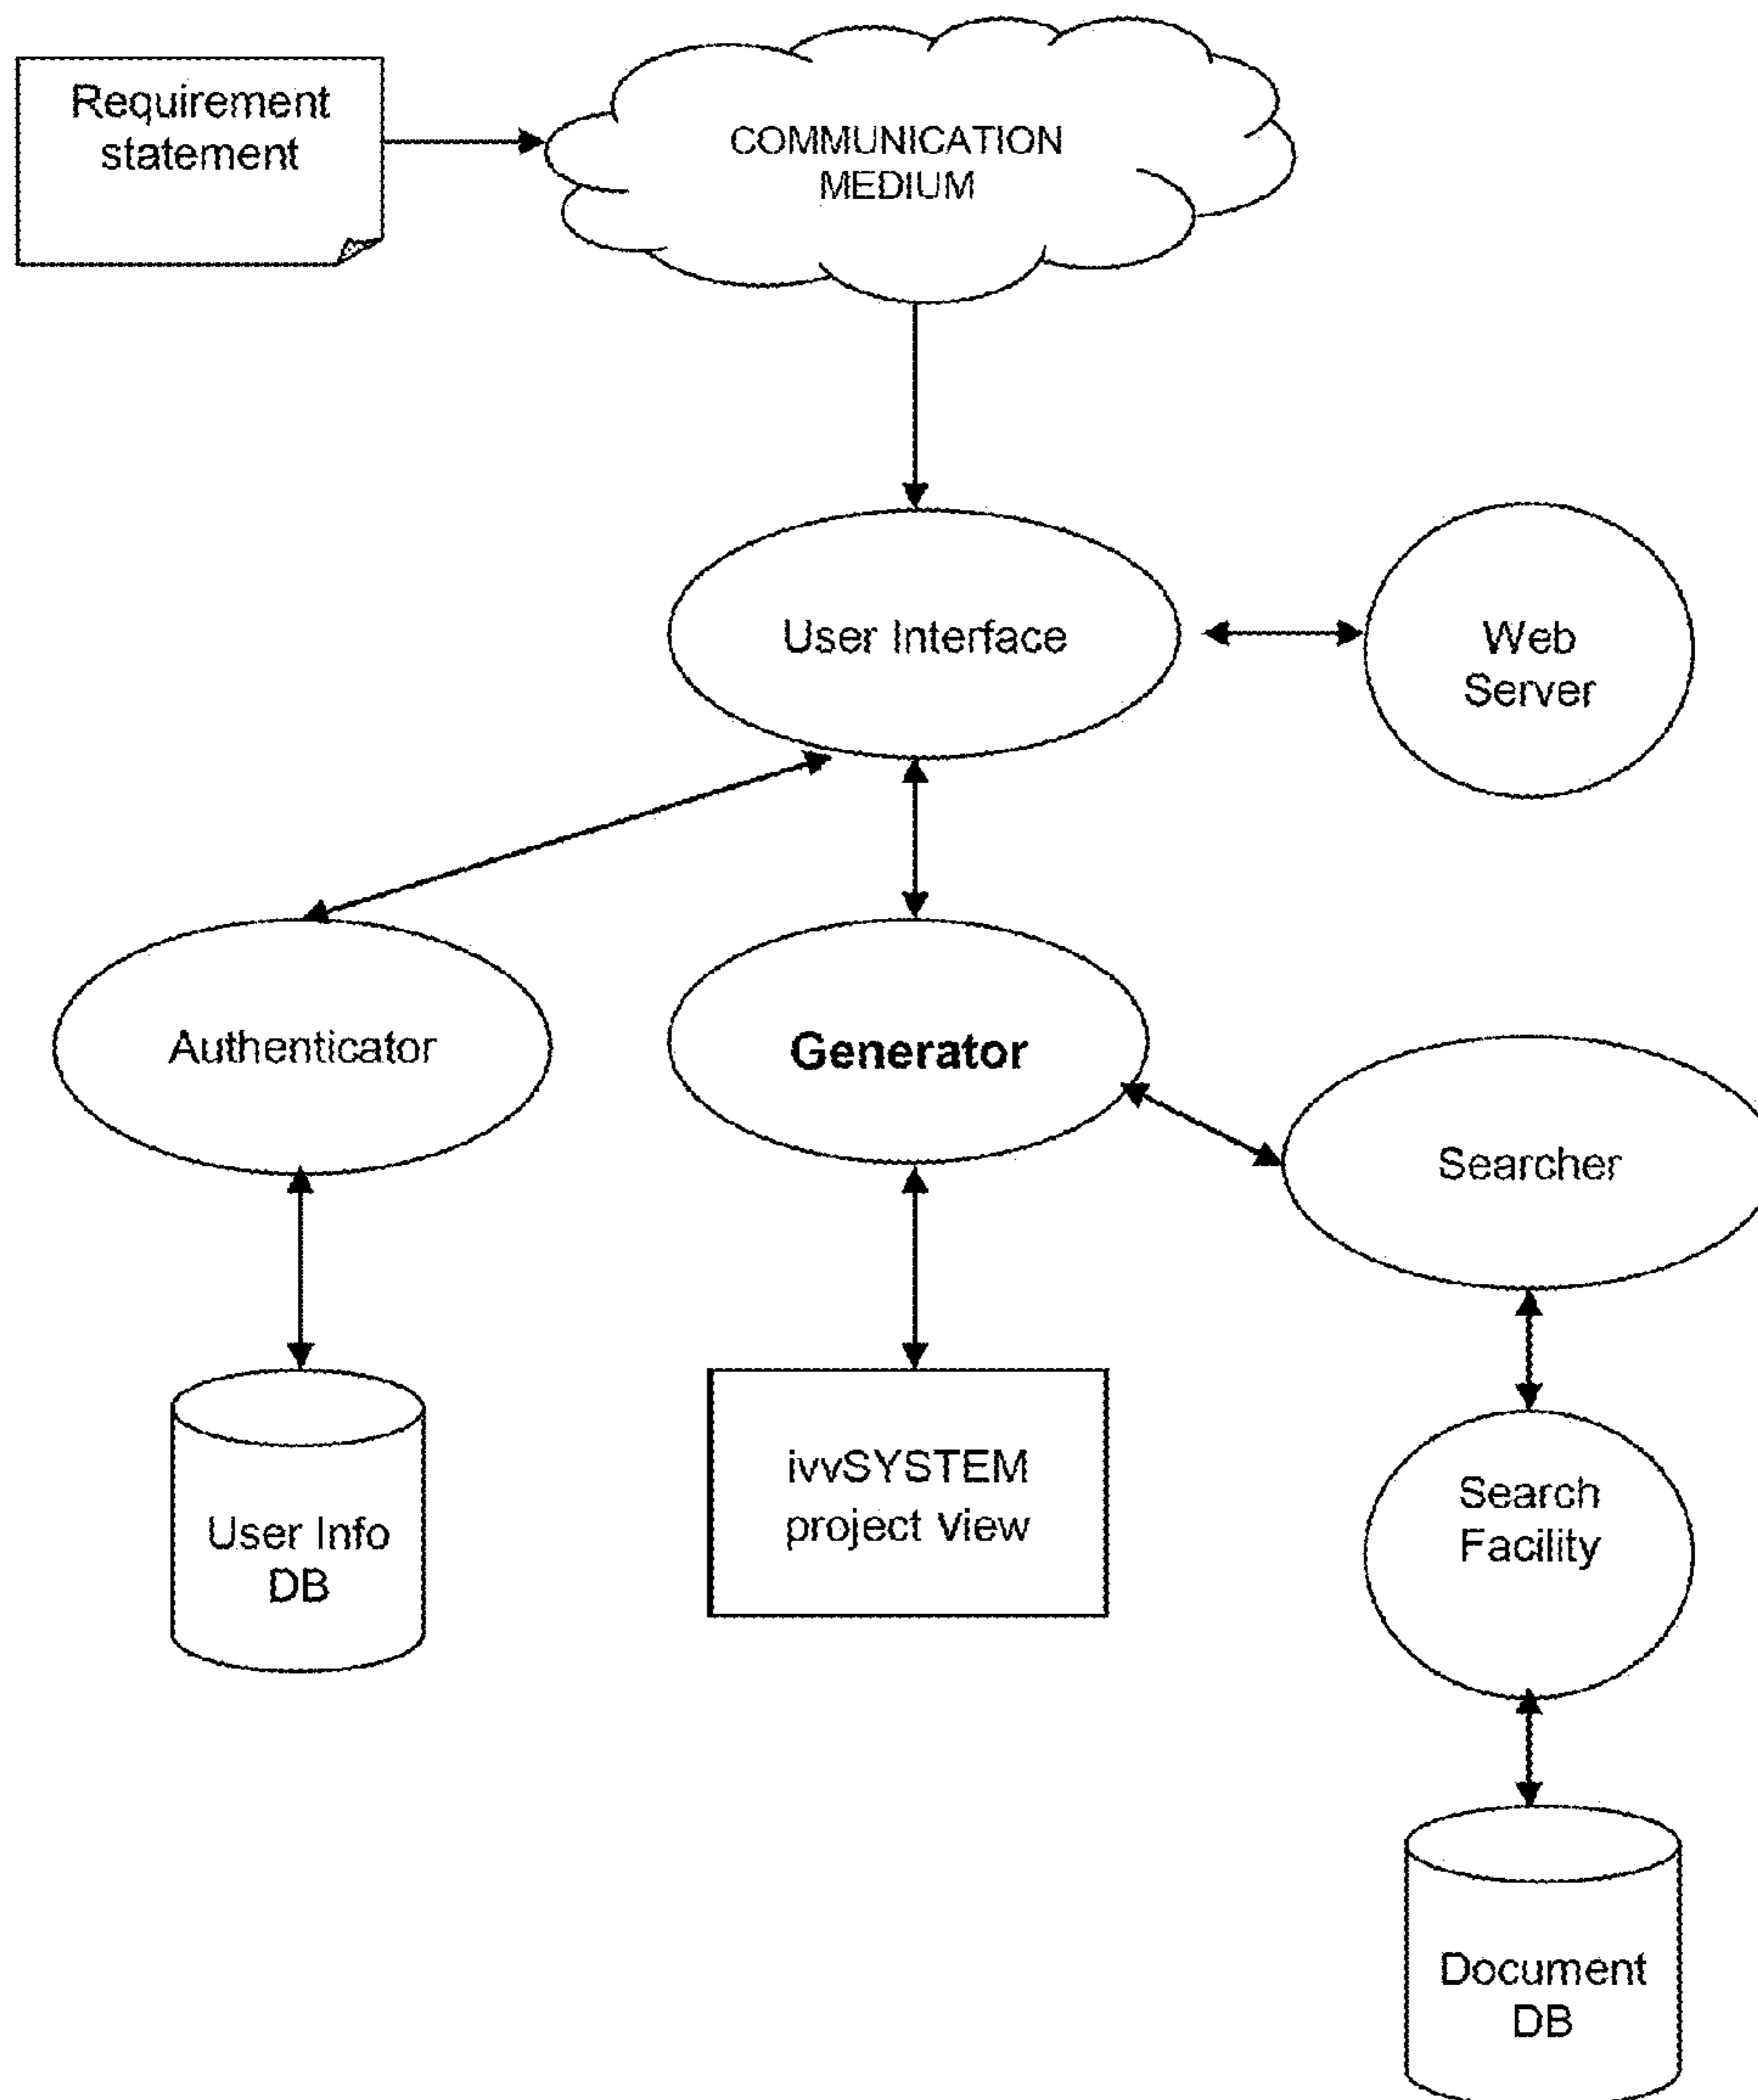 Requirement
statement
COMMUNICATION
MEDIUM
User Interface
Web
Server
Authenticator
Generator
Searcher
User Info
DB
ivvSYSTEM
project View
Search
Facility
Document
DB